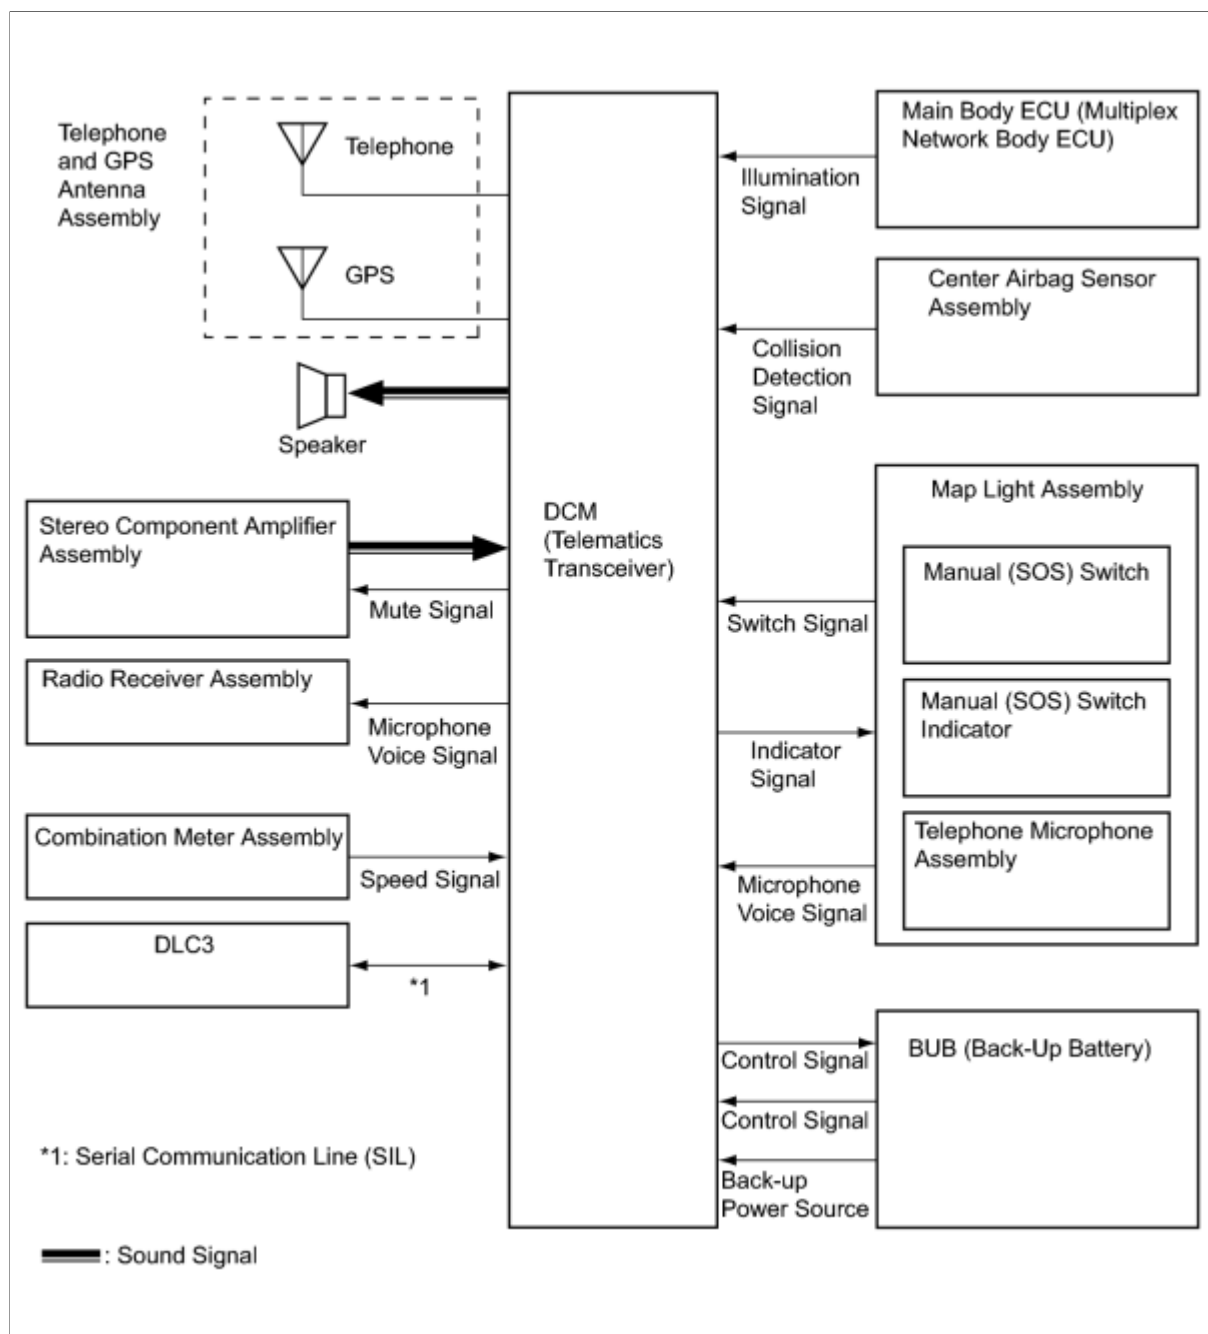 Telephone
and GPS
Antenna
Assembly
Telephone
GPS
Speaker
Stereo Component Amplifier
Assembly
Mute Signal
Radio Receiver Assembly
Microphone
Voice Signal
Combination Meter Assembly
Speed Signal
DLC3
*1
DCM
(Telematics
Transceiver)
Main Body ECU (Multiplex
Network Body ECU)
Illumination
Signal
Center Airbag Sensor
Assembly
Collision
Detection
Signal
Map Light Assembly
Manual (SOS) Switch
Switch Signal
Manual (SOS) Switch
Indicator
Indicator
Signal
Telephone Microphone
Assembly
Microphone
Voice Signal
BUB (Back-Up Battery)
Control Signal
Control Signal
Back-up
Power Source
*1: Serial Communication Line (SIL)
: Sound Signal